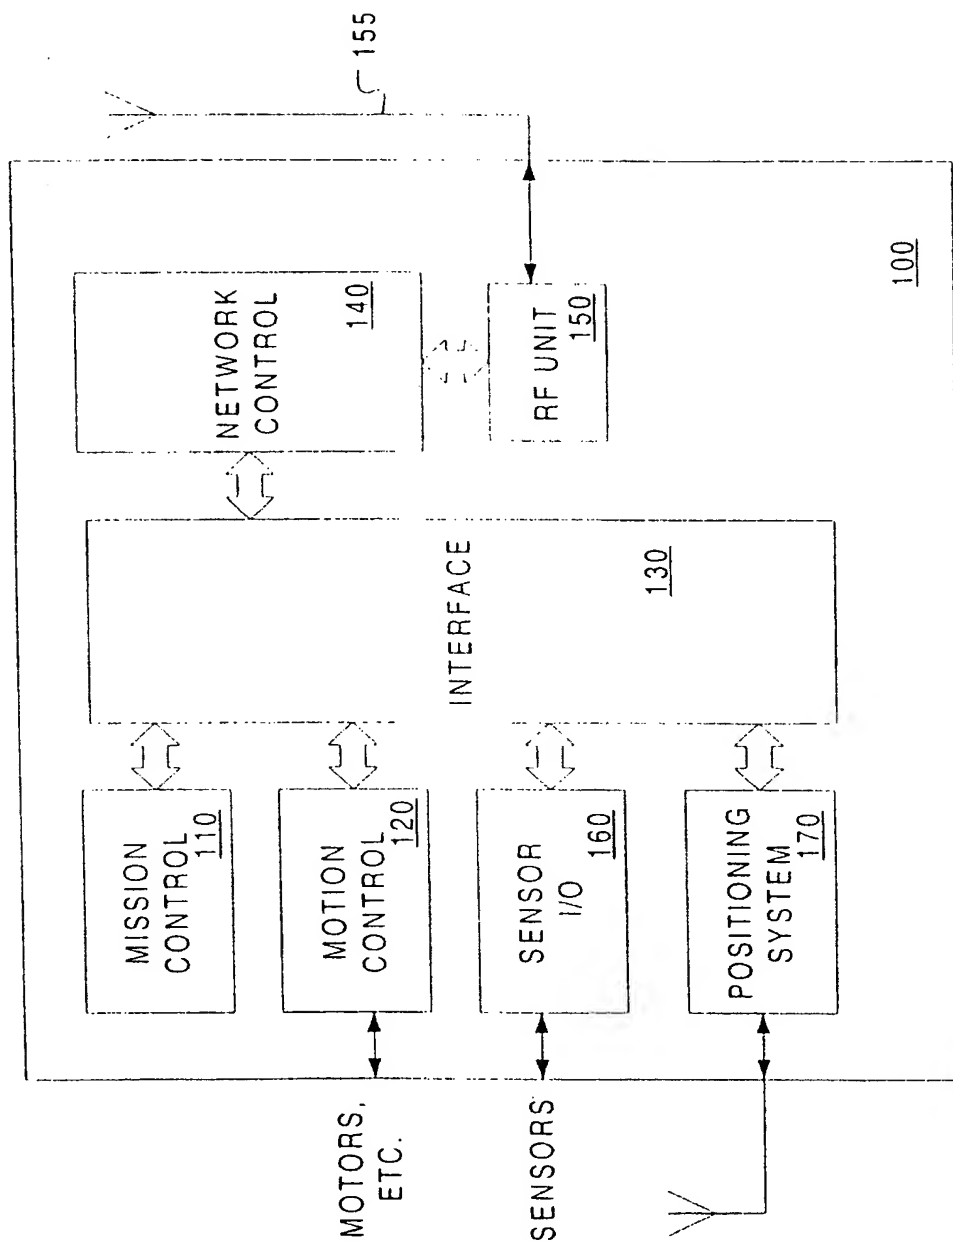 155
NETWORK
CONTROL
140
RF UNIT
150
100
INTERFACE
130
MISSION
CONTROL
110
MOTION
CONTROL
120
SENSOR
I/O
160
POSITIONING
SYSTEM
170
MOTORS,
ETC.
SENSORS